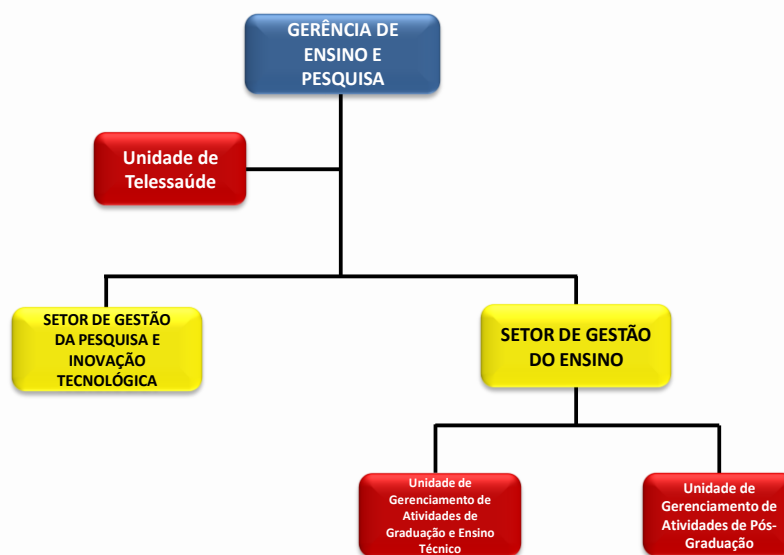 GERÊNCIA DE
ENSINO E
PESQUISA
Unidade de
Telessaúde
SETOR DE GESTÃO
DA PESQUISA E
INOVAÇÃO
TECNOLÓGICA
SETOR DE GESTÃO
DO ENSINO
Unidade de
Gerenciamento de
Atividades de
Graduação e Ensino
Técnico
Unidade de
Gerenciamento de
Atividades de Pós-
Graduação